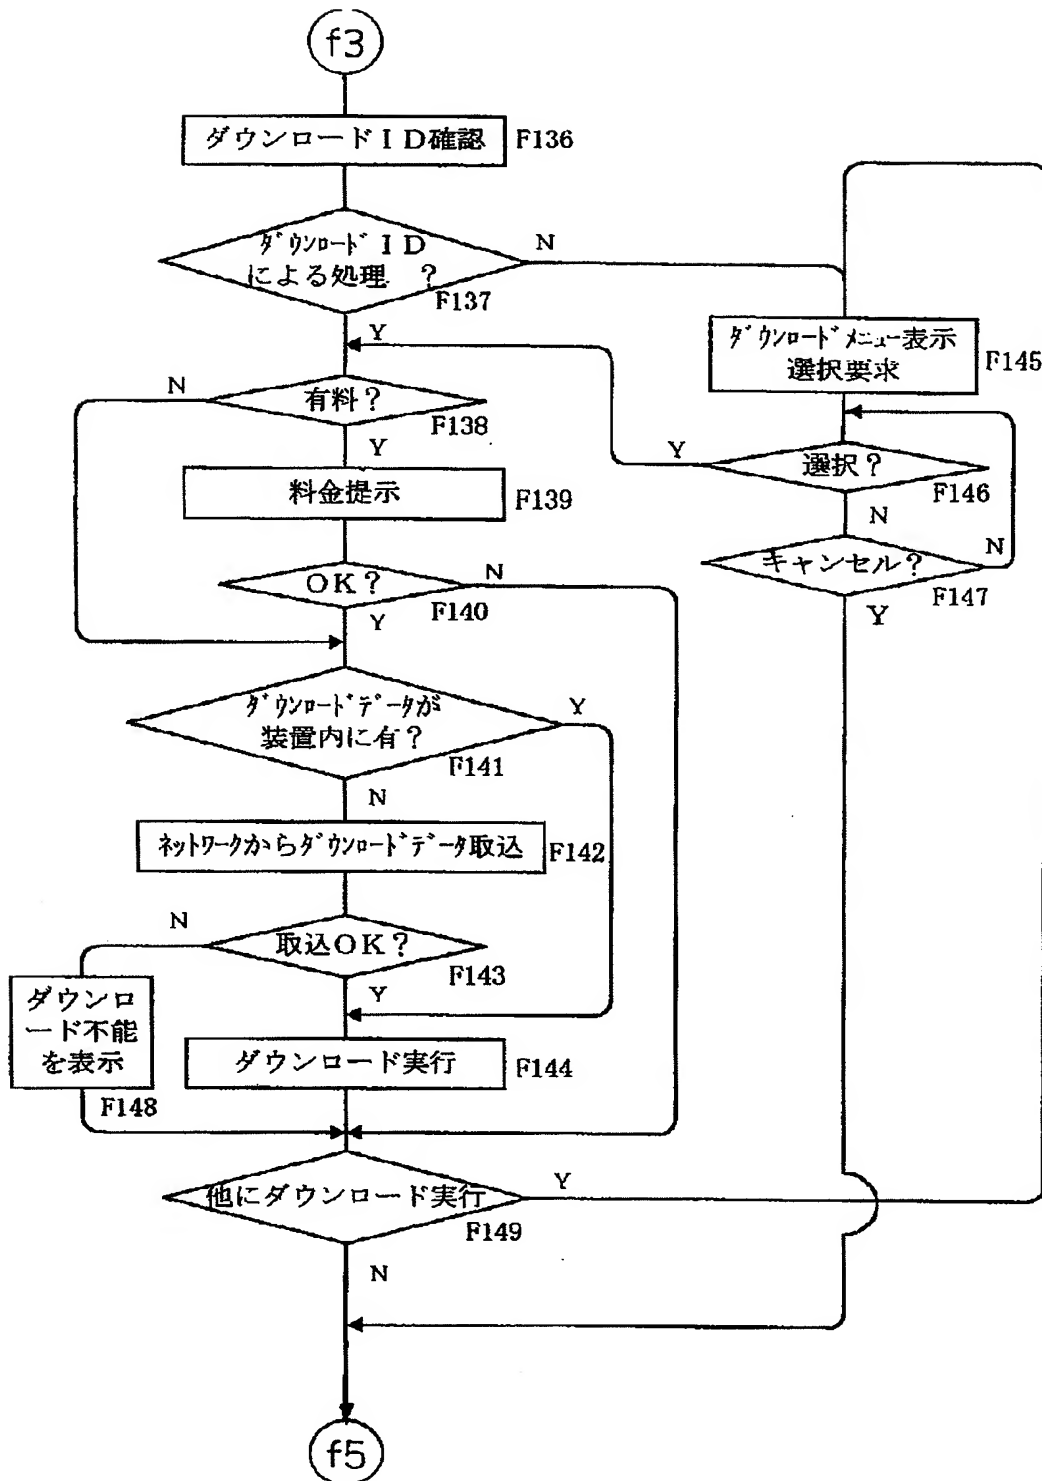 f3
ダウンロードＩＤ確認
F136
ダウンロードＩＤ
による処理 ?
F137
N
Y
有料？
F138
N
Y
料金提示
F139
OK？
F140
N
Y
ダウンロードデータが
装置内に有？
F141
Y
N
ネットワークからダウンロードデータ取込
F142
取込OK？
F143
N
Y
ダウンロ
ード不能
を表示
F148
ダウンロード実行
F144
他にダウンロード実行
F149
Y
N
f5
ダウンロードメニュー表示
選択要求
F145
選択？
F146
Y
N
キャンセル？
F147
N
Y